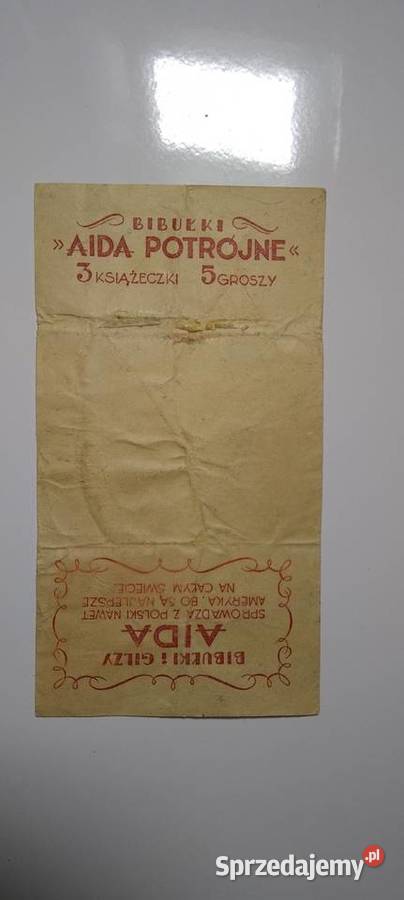 BIBUŁKI
»AIDA POTRÓJNE«
3 KSIĄŻECZKI 5 GROSZY
BIBUŁKI i GILZY
AIDA
SPROWADZA Z POLSKI NAWET
AMERYKA, BO SĄ NAJLEPSZE
NA CAŁYM ŚWIECIE.
Sprzedajemy.pl